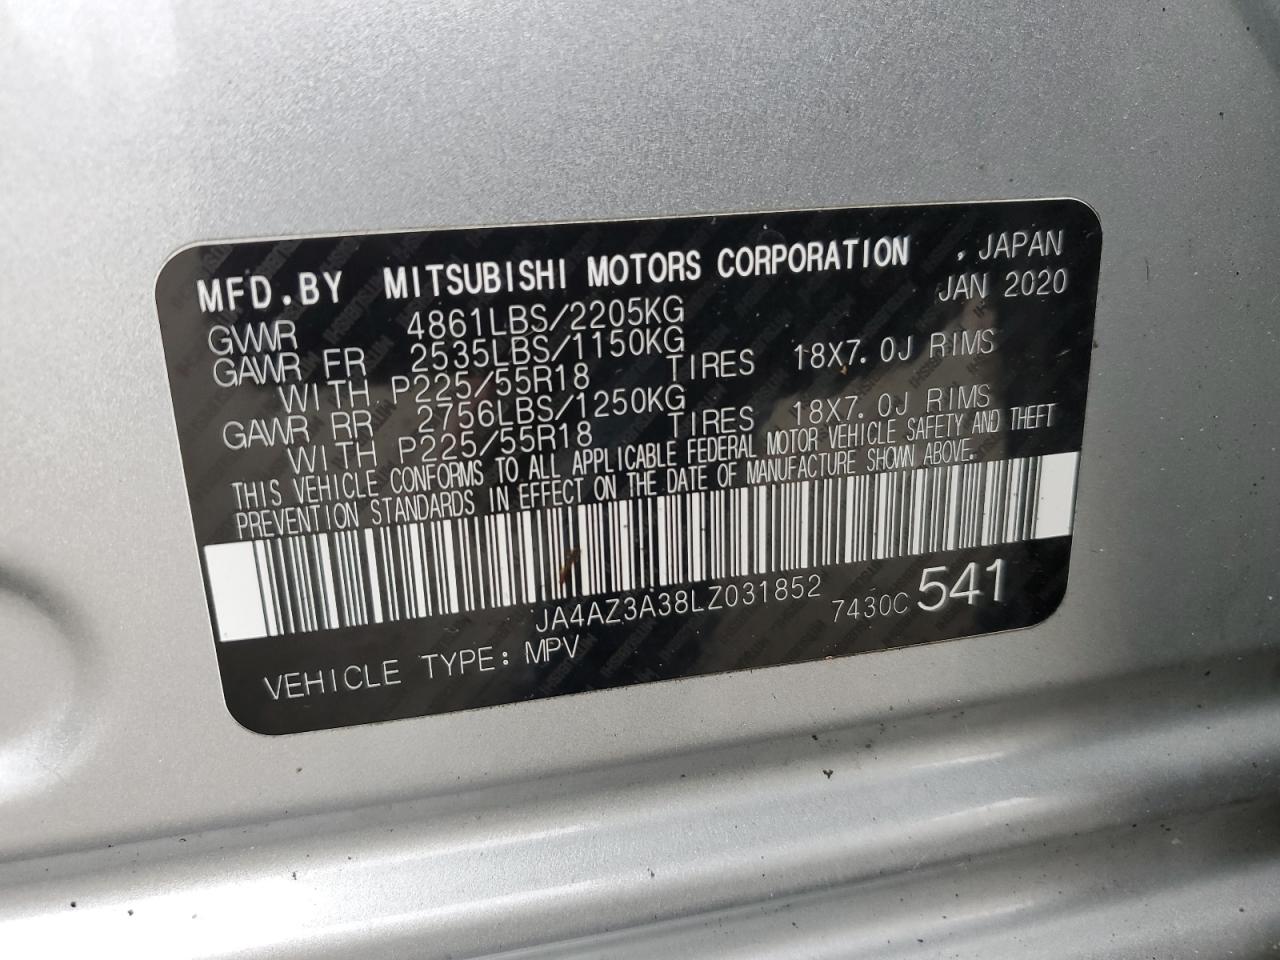 MFD.BY MITSUBISHI MOTORS CORPORATION , JAPAN
JAN 2020
GVWR 4861LBS/2205KG
GAWR FR 2535LBS/1150KG
WITH P225/55R18 TIRES 18X7.0J RIMS
GAWR RR 2756LBS/1250KG
WITH P225/55R18 TIRES 18X7.0J RIMS
THIS VEHICLE CONFORMS TO ALL APPLICABLE FEDERAL MOTOR VEHICLE SAFETY AND THEFT
PREVENTION STANDARDS IN EFFECT ON THE DATE OF MANUFACTURE SHOWN ABOVE.
JA4AZ3A38LZ031852
7430C 541
VEHICLE TYPE: MPV